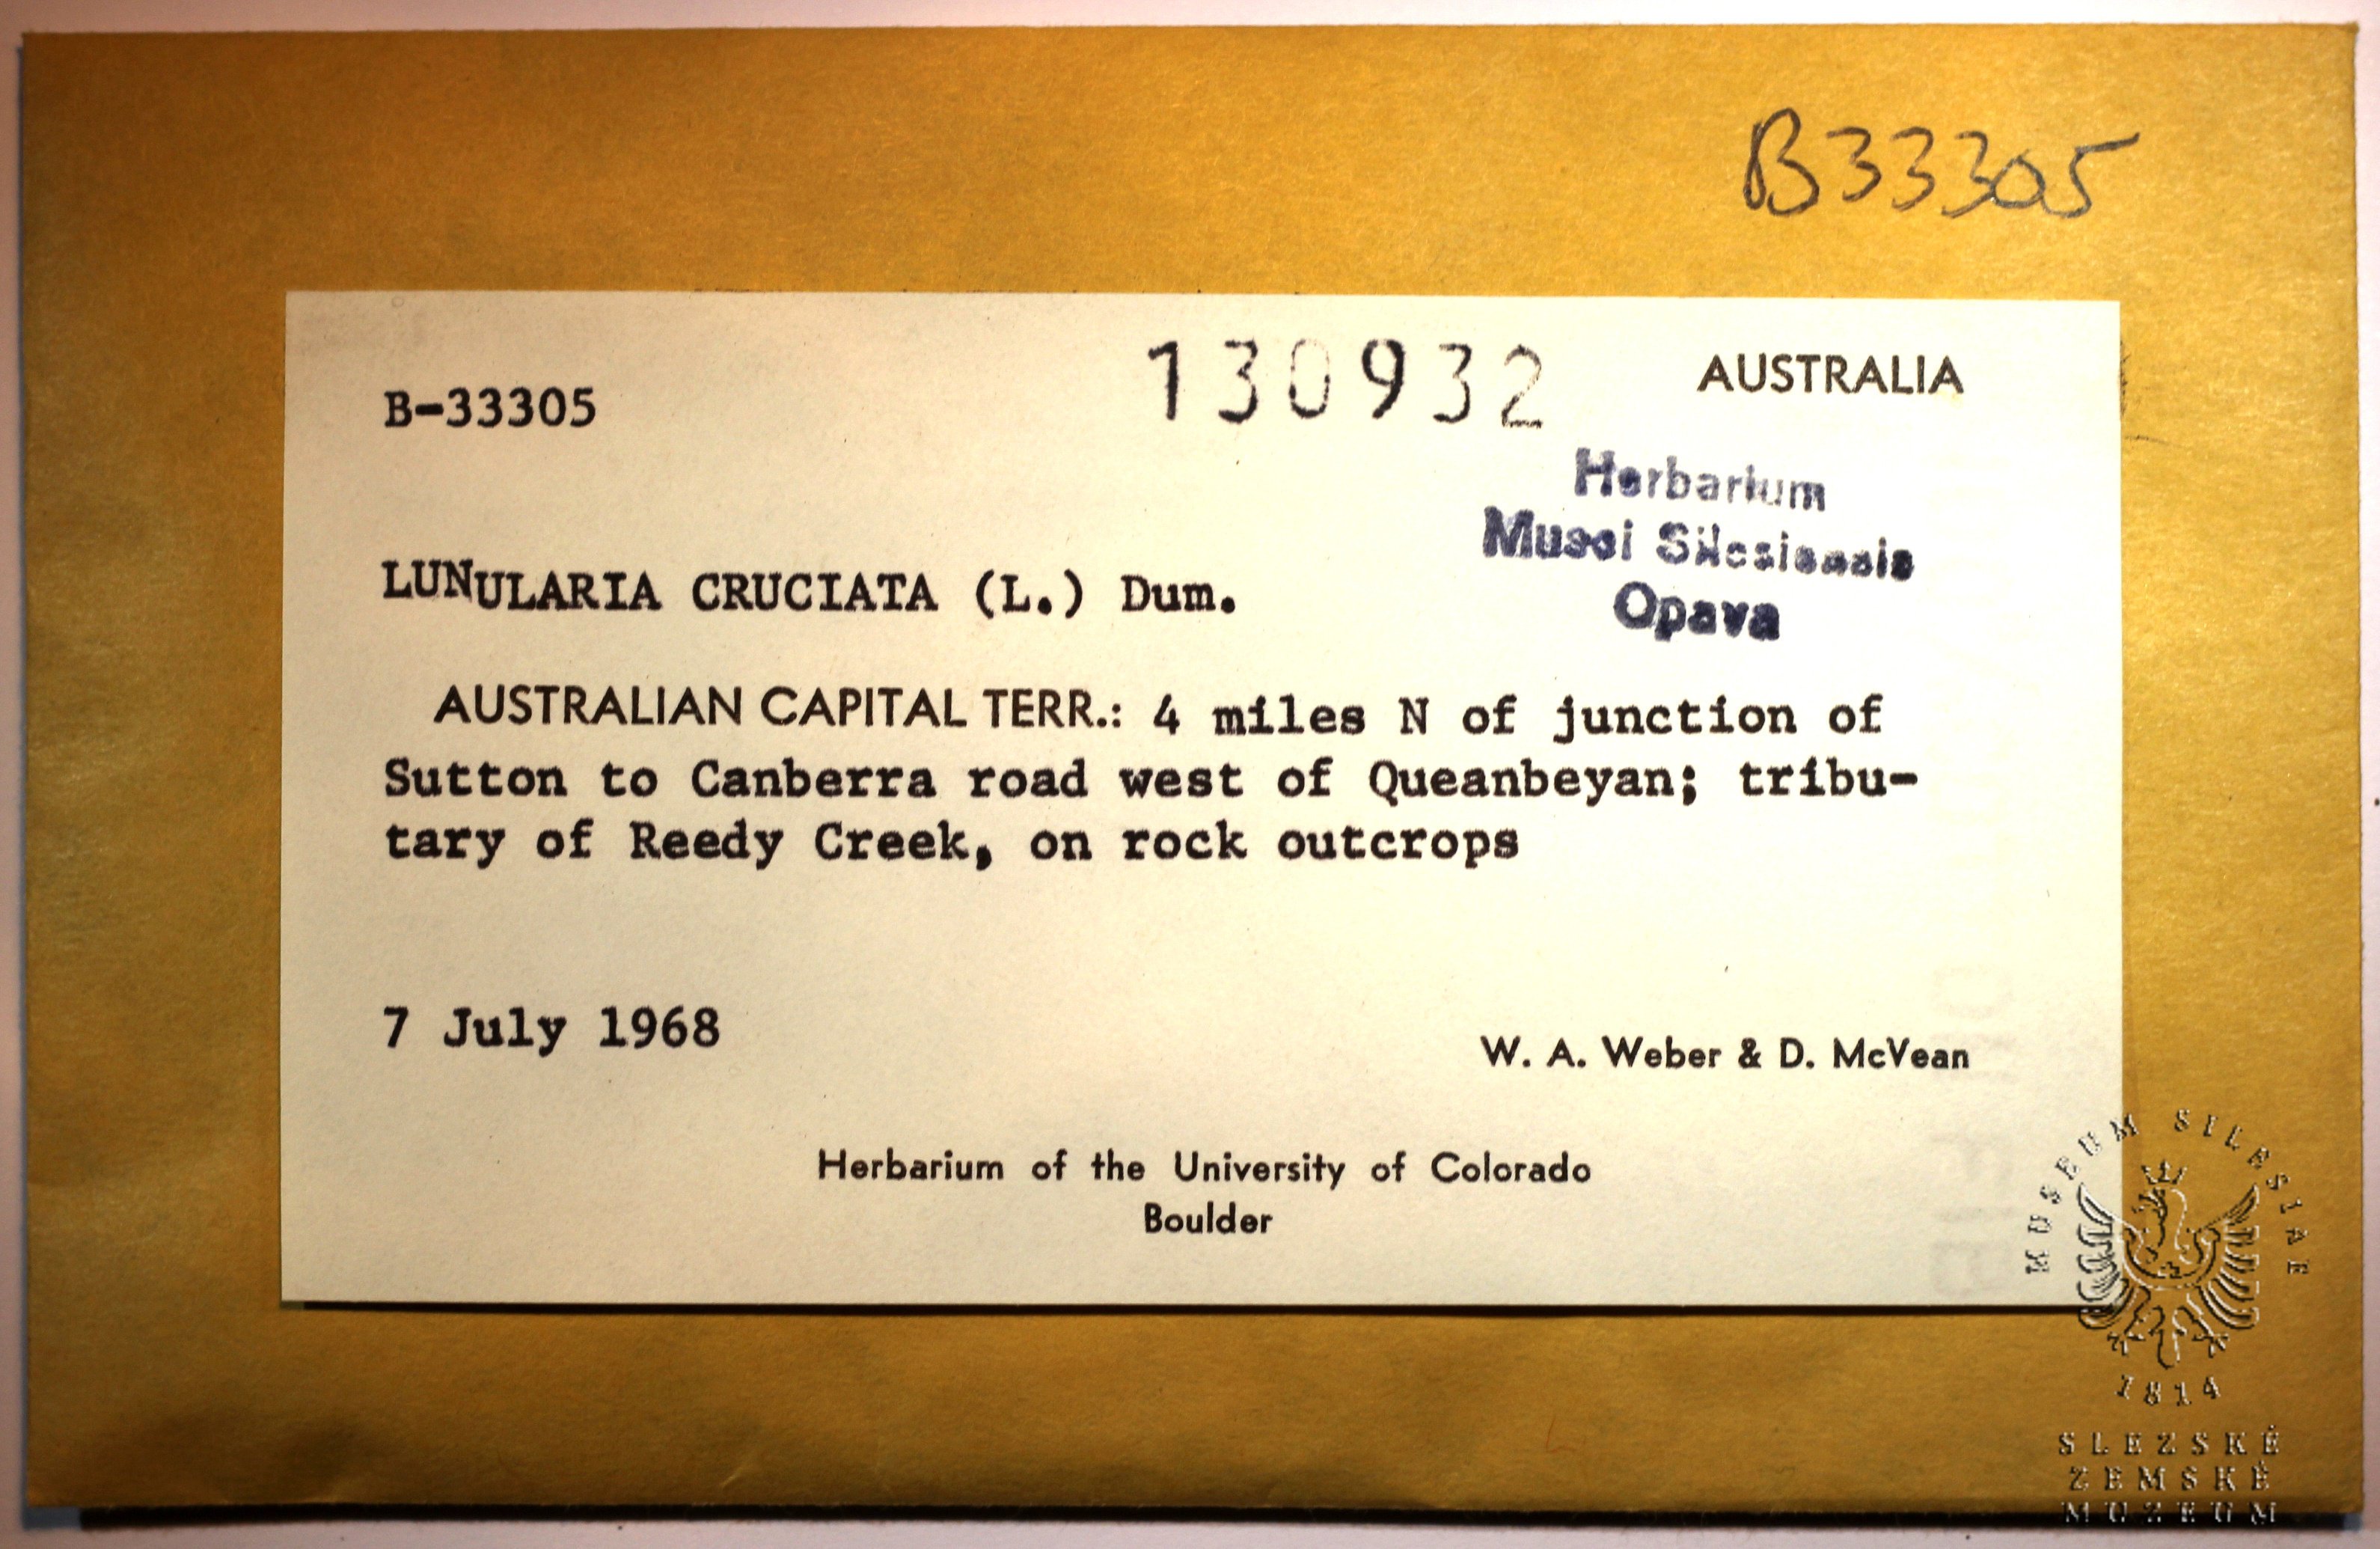 B33305
130932
AUSTRALIA
B-33305
Herbarium
Musei Silesiensis
Opava
LUNULARIA CRUCIATA (L.) Dum.
AUSTRALIAN CAPITAL TERR.: 4 miles N of junction of
Sutton to Canberra road west of Queanbeyan; tribu-
tary of Reedy Creek, on rock outcrops
7 July 1968
W. A. Weber & D. McVean
Herbarium of the University of Colorado
Boulder
MUSEUM SILESIAE
1814
SLEZSKÉ
ZEMSKÉ
MUZEUM